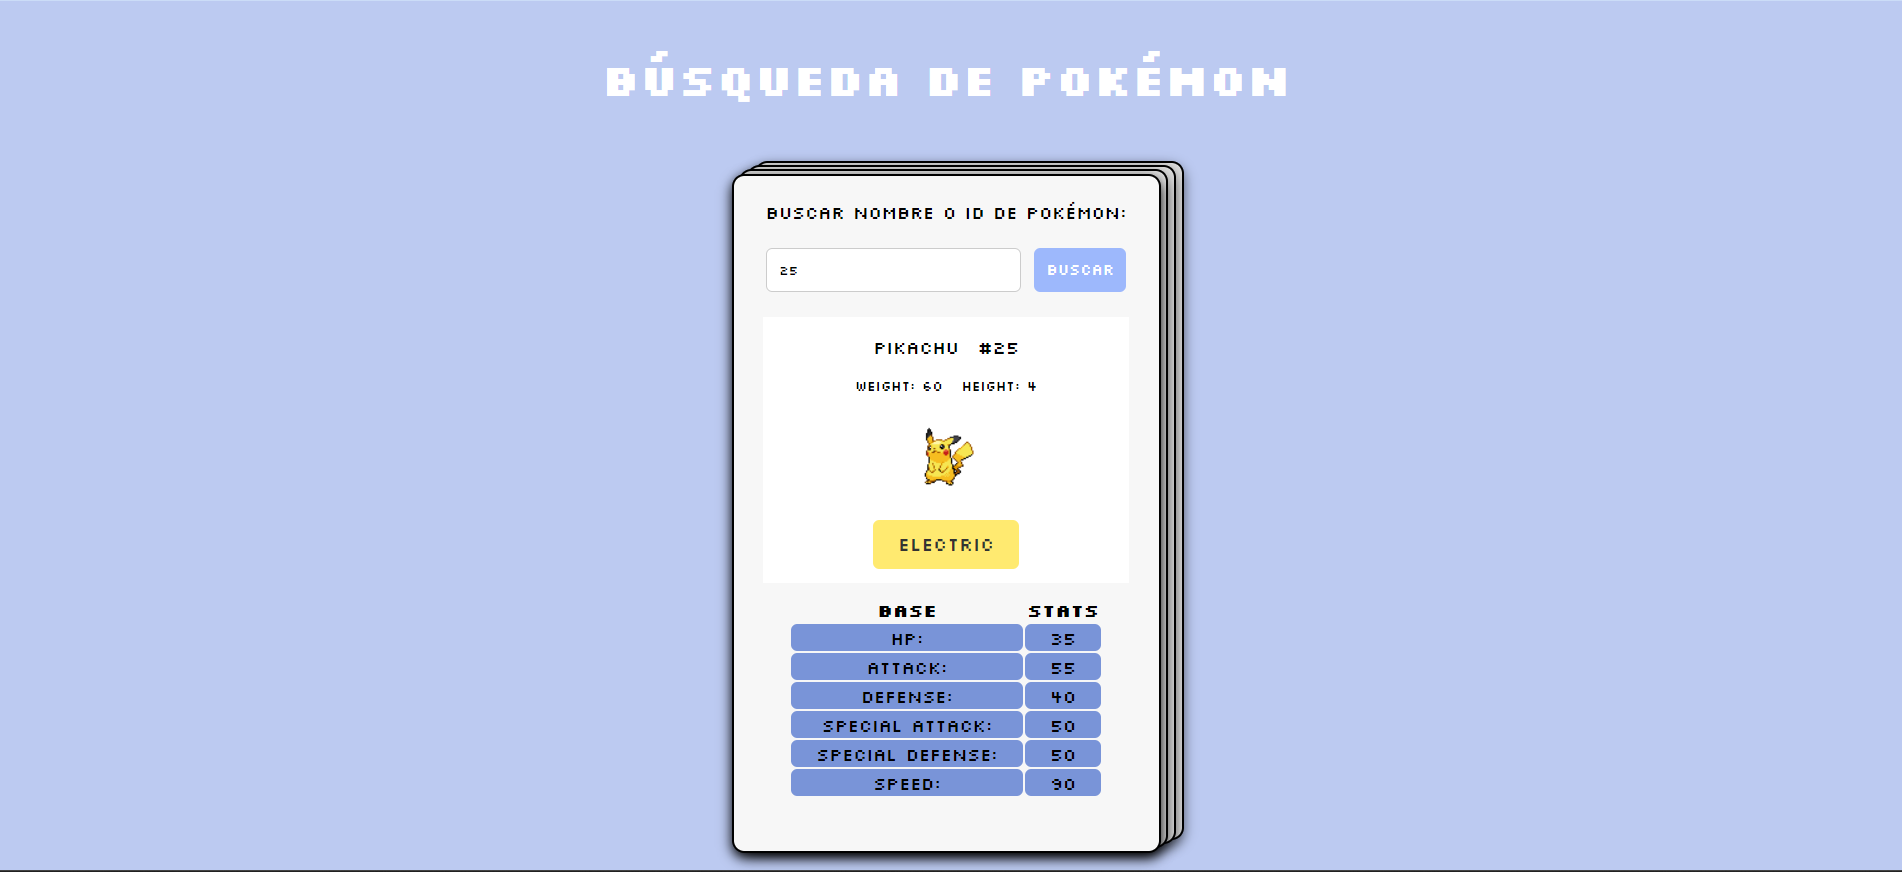 BÚSQUEDA DE POKÉMON
BUSCAR NOMBRE O ID DE POKÉMON:
25 BUSCAR
PIKACHU #25
WEIGHT: 60 HEIGHT: 4
ELECTRIC
BASE STATS
HP: 35
ATTACK: 55
DEFENSE: 40
SPECIAL ATTACK: 50
SPECIAL DEFENSE: 50
SPEED: 90